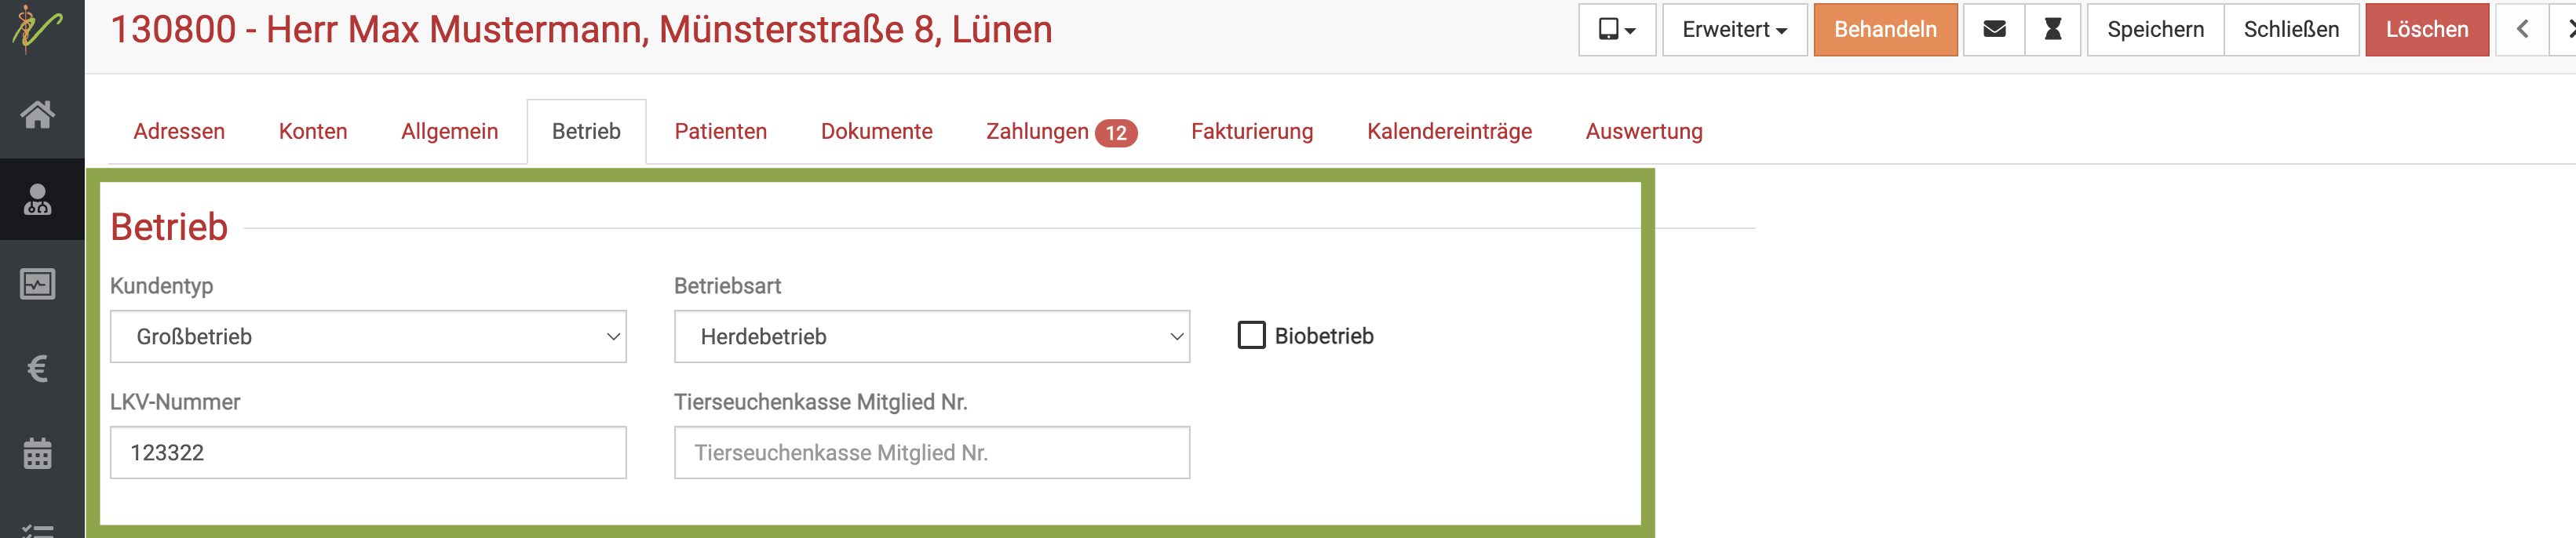 130800 - Herr Max Mustermann, Münsterstraße 8, Lünen
Erweitert
Behandeln
Speichern
Schließen
Löschen
Adressen
Konten
Allgemein
Betrieb
Patienten
Dokumente
Zahlungen 12
Fakturierung
Kalendereinträge
Auswertung
Betrieb
Kundentyp
Betriebsart
Großbetrieb
Herdebetrieb
Biobetrieb
LKV-Nummer
Tierseuchenkasse Mitglied Nr.
123322
Tierseuchenkasse Mitglied Nr.